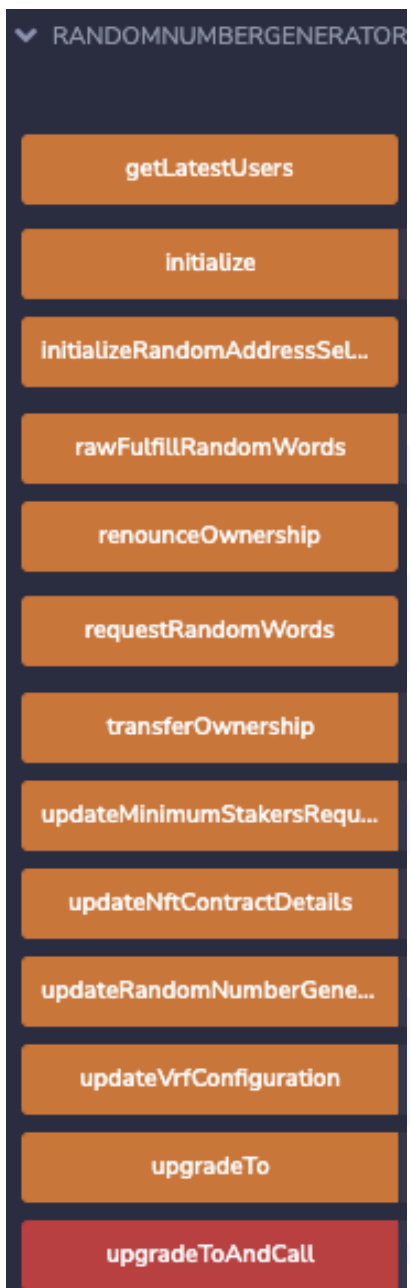 RANDOMNUMBERGENERATOR
getLatestUsers
initialize
initializeRandomAddressSel...
rawFulfillRandomWords
renounceOwnership
requestRandomWords
transferOwnership
updateMinimumStakersRequ...
updateNftContractDetails
updateRandomNumberGene...
updateVrfConfiguration
upgradeTo
upgradeToAndCall